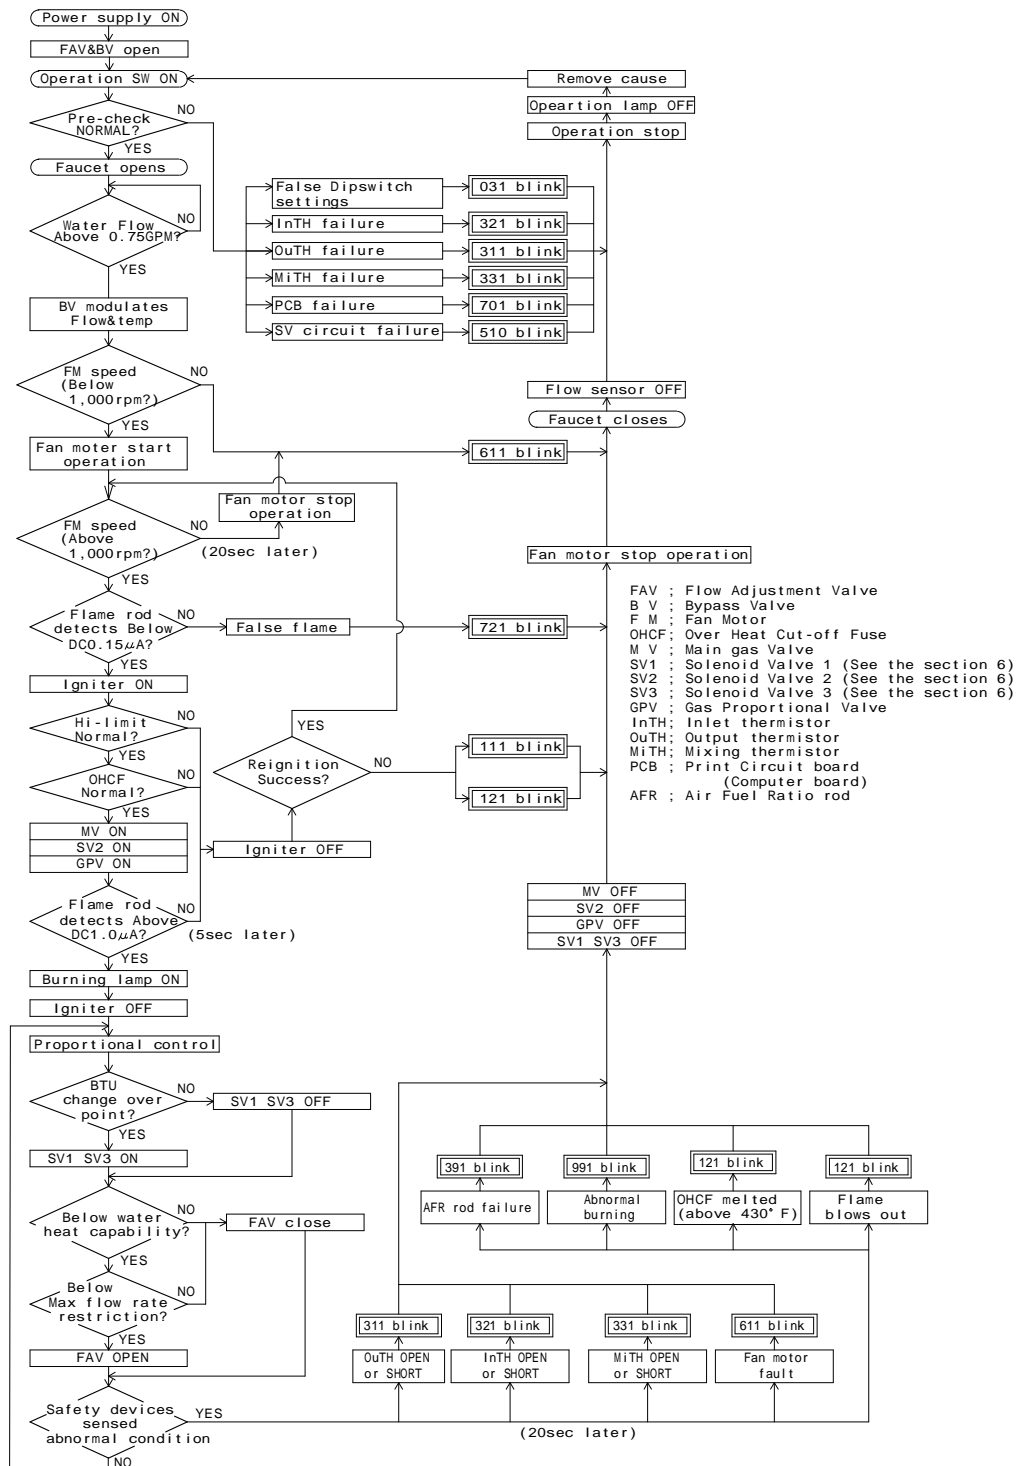 Power supply ON
FAV&BV open
Operation SW ON
Remove cause
Opeartion lamp OFF
Operation stop
Pre-check
NORMAL?
NO
YES
Faucet opens
Water Flow
Above 0.75GPM?
NO
YES
False Dipswitch
settings
031 blink
InTH failure
321 blink
OuTH failure
311 blink
MiTH failure
331 blink
PCB failure
701 blink
SV circuit failure
510 blink
BV modulates
Flow&temp
FM speed
(Below
1,000rpm?)
NO
YES
Flow sensor OFF
Faucet closes
Fan moter start
operation
611 blink
Fan motor stop
operation
FM speed
(Above
1,000rpm?)
NO
(20sec later)
YES
Fan motor stop operation
Flame rod
detects Below
DC0.15μA?
NO
YES
False flame
721 blink
FAV ; Flow Adjustment Valve
B V ; Bypass Valve
F M ; Fan Motor
OHCF; Over Heat Cut-off Fuse
M V ; Main gas Valve
SV1 ; Solenoid Valve 1 (See the section 6)
SV2 ; Solenoid Valve 2 (See the section 6)
SV3 ; Solenoid Valve 3 (See the section 6)
GPV ; Gas Proportional Valve
InTH; Inlet thermistor
OuTH; Output thermistor
MiTH; Mixing thermistor
PCB ; Print Circuit board
(Computer board)
AFR ; Air Fuel Ratio rod
Igniter ON
Hi-limit
Normal?
NO
YES
OHCF
Normal?
NO
YES
Reignition
Success?
YES
NO
111 blink
121 blink
MV ON
SV2 ON
GPV ON
Igniter OFF
Flame rod
detects Above
DC1.0μA?
NO
(5sec later)
YES
MV OFF
SV2 OFF
GPV OFF
SV1 SV3 OFF
Burning lamp ON
Igniter OFF
Proportional control
BTU
change over
point?
NO
YES
SV1 SV3 OFF
SV1 SV3 ON
391 blink
991 blink
121 blink
121 blink
AFR rod failure
Abnormal
burning
OHCF melted
(above 430°F)
Flame
blows out
Below water
heat capability?
NO
YES
FAV close
Below
Max flow rate
restriction?
NO
YES
FAV OPEN
311 blink
321 blink
331 blink
611 blink
OuTH OPEN
or SHORT
InTH OPEN
or SHORT
MiTH OPEN
or SHORT
Fan motor
fault
Safety devices
sensed
abnormal condition
YES
(20sec later)
NO